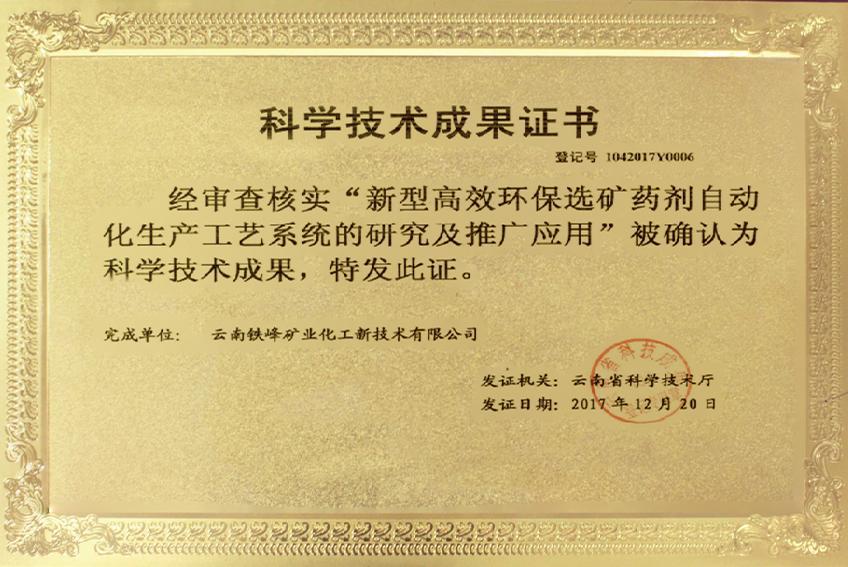 科学技术成果证书
登记号 1042017Y0006
经审查核实“新型高效环保选矿药剂自动
化生产工艺系统的研究及推广应用”被确认为
科学技术成果，特发此证。
完成单位： 云南铁峰矿业化工新技术有限公司
发证机关：云南省科学技术厅
发证日期：2017年12月20日